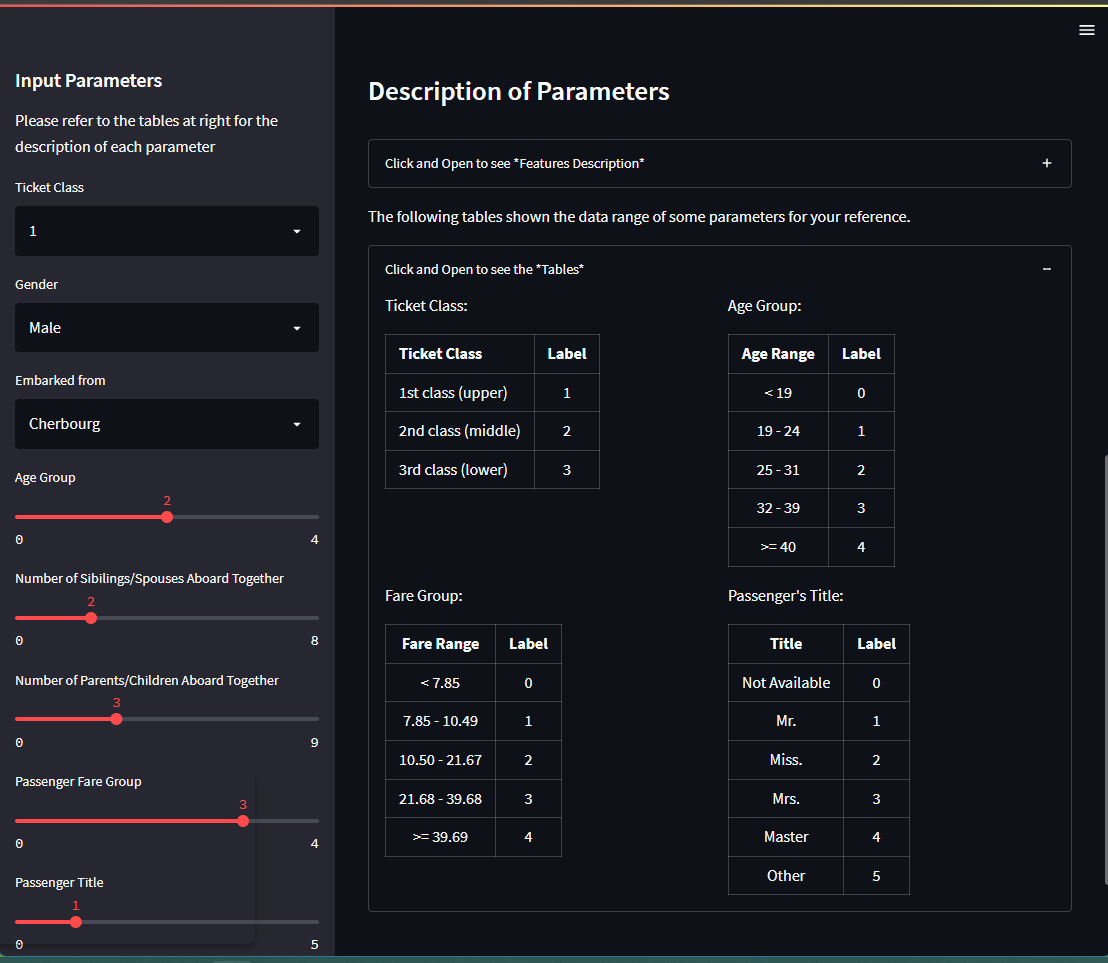 Input Parameters
Please refer to the tables at right for the
description of each parameter
Ticket Class
1
Gender
Male
Embarked from
Cherbourg
Age Group
2
0 4
Number of Sibilings/Spouses Aboard Together
2
0 8
Number of Parents/Children Aboard Together
3
0 9
Passenger Fare Group
3
0 4
Passenger Title
1
0 5
Description of Parameters
Click and Open to see *Features Description*
The following tables shown the data range of some parameters for your reference.
Click and Open to see the *Tables*
Ticket Class:
Ticket Class Label
1st class (upper) 1
2nd class (middle) 2
3rd class (lower) 3
Age Group:
Age Range Label
< 19 0
19 - 24 1
25 - 31 2
32 - 39 3
>= 40 4
Fare Group:
Fare Range Label
< 7.85 0
7.85 - 10.49 1
10.50 - 21.67 2
21.68 - 39.68 3
>= 39.69 4
Passenger's Title:
Title Label
Not Available 0
Mr. 1
Miss. 2
Mrs. 3
Master 4
Other 5